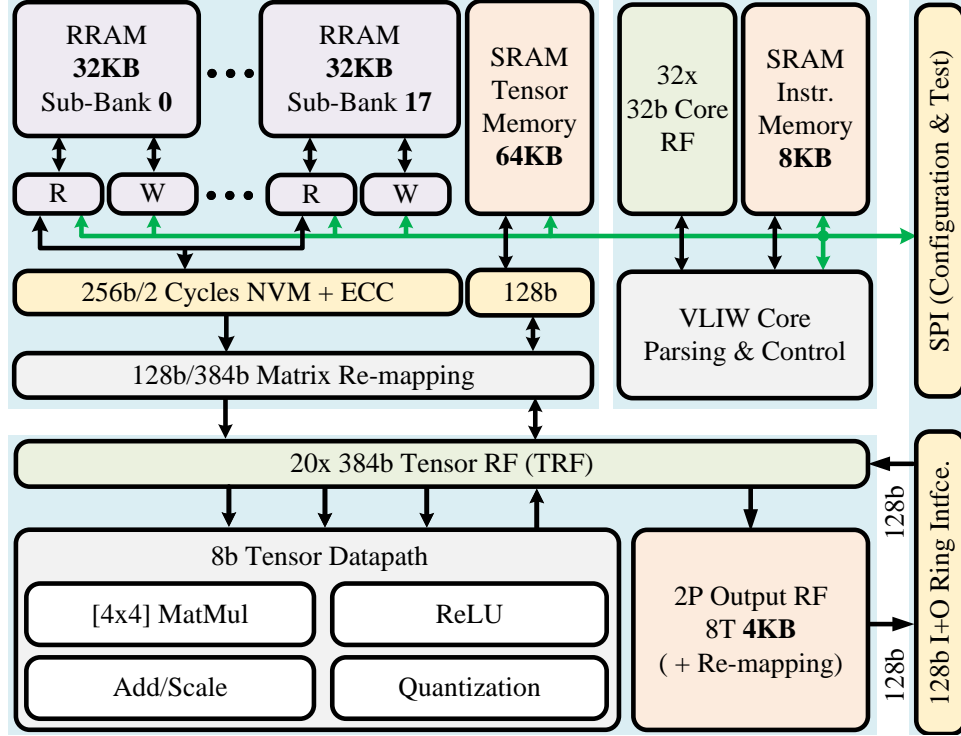 RRAM
32KB
Sub-Bank 0
RRAM
32KB
Sub-Bank 17
SRAM
Tensor
Memory
64KB
32x
32b Core
RF
SRAM
Instr.
Memory
8KB
SPI (Configuration & Test)
R
W
R
W
256b/2 Cycles NVM + ECC
128b
VLIW Core
Parsing & Control
128b/384b Matrix Re-mapping
20x 384b Tensor RF (TRF)
128b
8b Tensor Datapath
[4x4] MatMul
ReLU
Add/Scale
Quantization
2P Output RF
8T 4KB
( + Re-mapping)
128b
128b I+O Ring Intfce.